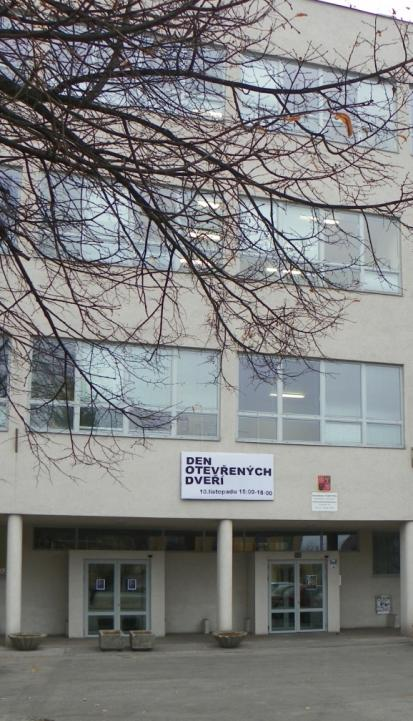 DEN
OTEVŘENÝCH
DVEŘÍ
10.listopadu 15:00-18:00